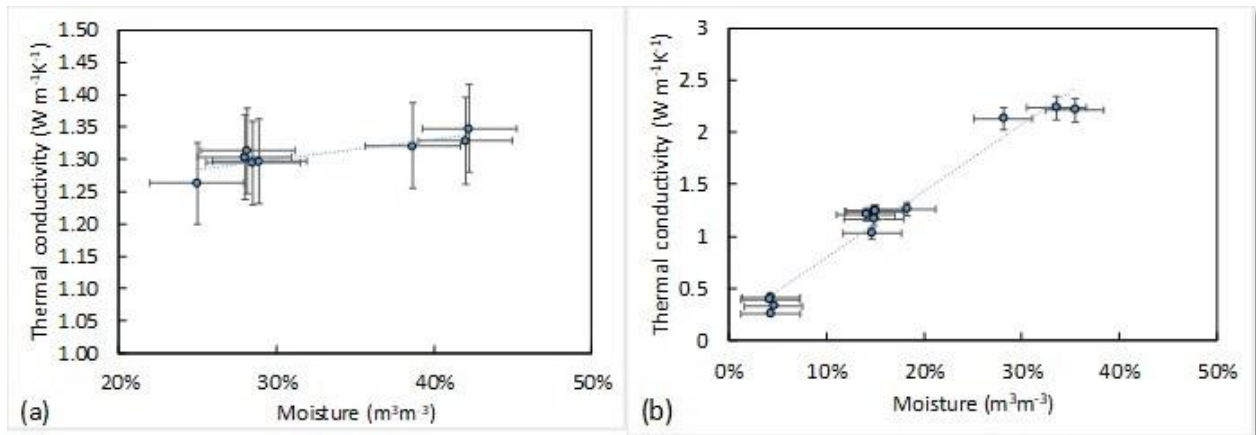 1.50
1.45
1.40
1.35
1.30
1.25
1.20
1.15
1.10
1.05
1.00
Thermal conductivity (W m⁻¹K⁻¹)
20% 30% 40% 50%
Moisture (m³m⁻³)
(a)
3
2.5
2
1.5
1
0.5
0
Thermal conductivity (W m⁻¹K⁻¹)
0% 10% 20% 30% 40% 50%
Moisture (m³m⁻³)
(b)